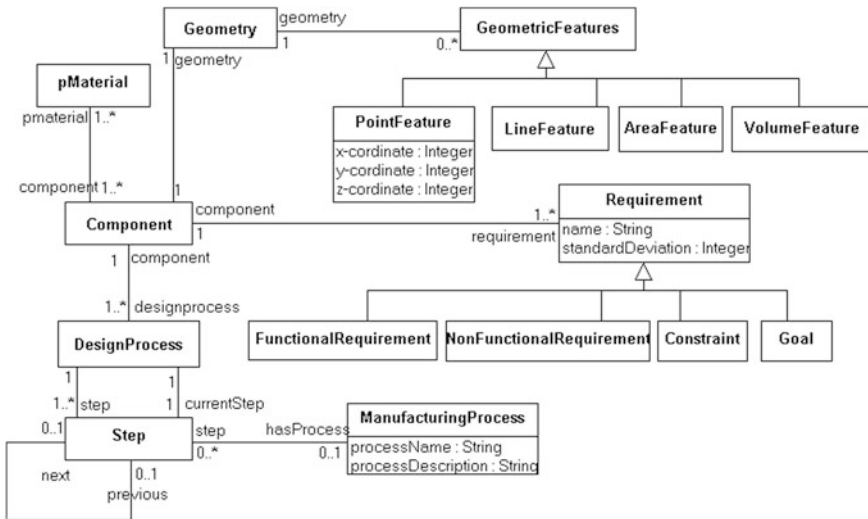 Geometry
geometry
1
0..*
GeometricFeatures
1
geometry
pMaterial
pmaterial
1..*
PointFeature
x-cordinate : Integer
y-cordinate : Integer
z-cordinate : Integer
LineFeature
AreaFeature
VolumeFeature
component
1..*
1
Component
component
1
1..*
requirement
Requirement
name : String
standardDeviation : Integer
1
component
1..*
designprocess
FunctionalRequirement
NonFunctionalRequirement
Constraint
Goal
DesignProcess
1
1
1..*
step
1
currentStep
0..1
Step
step
0..*
hasProcess
0..1
ManufacturingProcess
processName : String
processDescription : String
next
0..1
previous